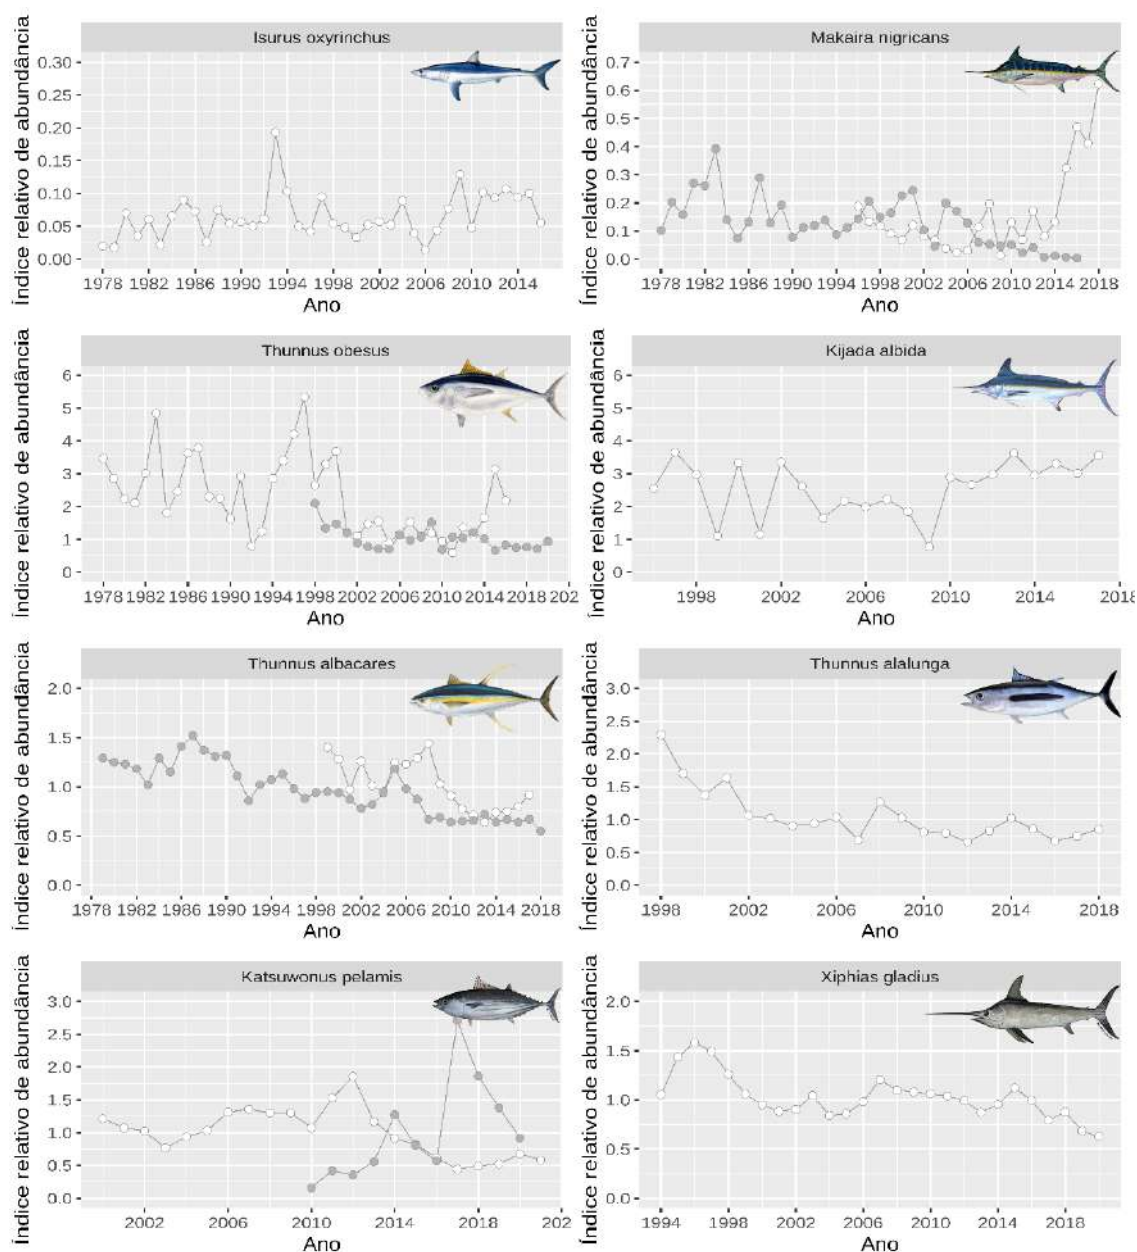 Isurus oxyrinchus
Índice relativo de abundância
0.30
0.25
0.20
0.15
0.10
0.05
0.00
1978 1982 1986 1990 1994 1998 2002 2006 2010 2014
Ano
Makaira nigricans
Índice relativo de abundância
0.7
0.6
0.5
0.4
0.3
0.2
0.1
0.0
1978 1982 1986 1990 1994 1998 2002 2006 2010 2014 2018
Ano
Thunnus obesus
Índice relativo de abundância
6
5
4
3
2
1
0
1978 1982 1986 1990 1994 1998 2002 2006 2010 2014 2018 202
Ano
Kijada albida
Índice relativo de abundância
6
5
4
3
2
1
0
1998 2002 2006 2010 2014 2018
Ano
Thunnus albacares
Índice relativo de abundância
2.0
1.5
1.0
0.5
0.0
1978 1982 1986 1990 1994 1998 2002 2006 2010 2014 2018
Ano
Thunnus alalunga
Índice relativo de abundância
3.0
2.5
2.0
1.5
1.0
0.5
0.0
1998 2002 2006 2010 2014 2018
Ano
Katsuwonus pelamis
Índice relativo de abundância
3.0
2.5
2.0
1.5
1.0
0.5
0.0
2002 2006 2010 2014 2018 202
Ano
Xiphias gladius
Índice relativo de abundância
2.0
1.5
1.0
0.5
0.0
1994 1998 2002 2006 2010 2014 2018
Ano